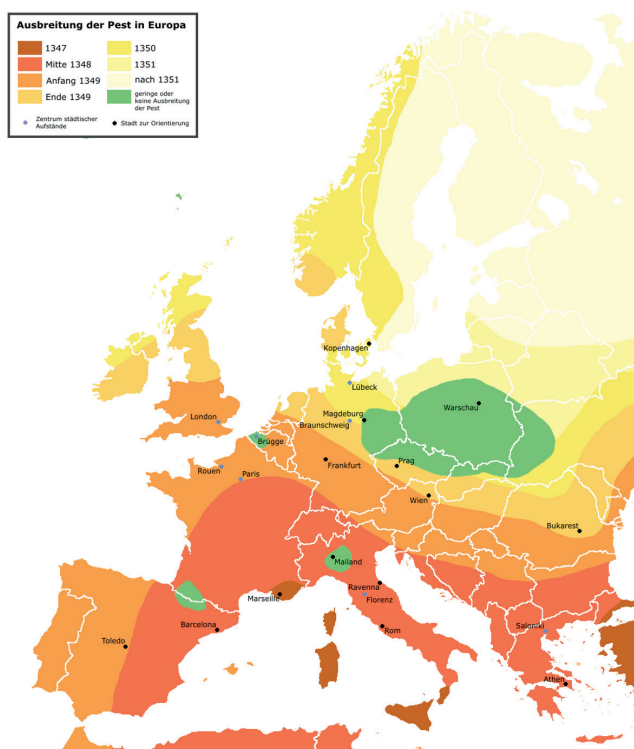 Ausbreitung der Pest in Europa
1347
Mitte 1348
Anfang 1349
Ende 1349
1350
1351
nach 1351
geringe oder
keine Ausbreitung
der Pest
Zentrum städtischer
Aufstände
Stadt zur Orientierung
Kopenhagen
Lübeck
Magdeburg
Warschau
London
Braunschweig
Brügge
Frankfurt
Prag
Rouen
Paris
Wien
Bukarest
Mailand
Ravenna
Marseille
Florenz
Barcelona
Rom
Saloniki
Toledo
Athen